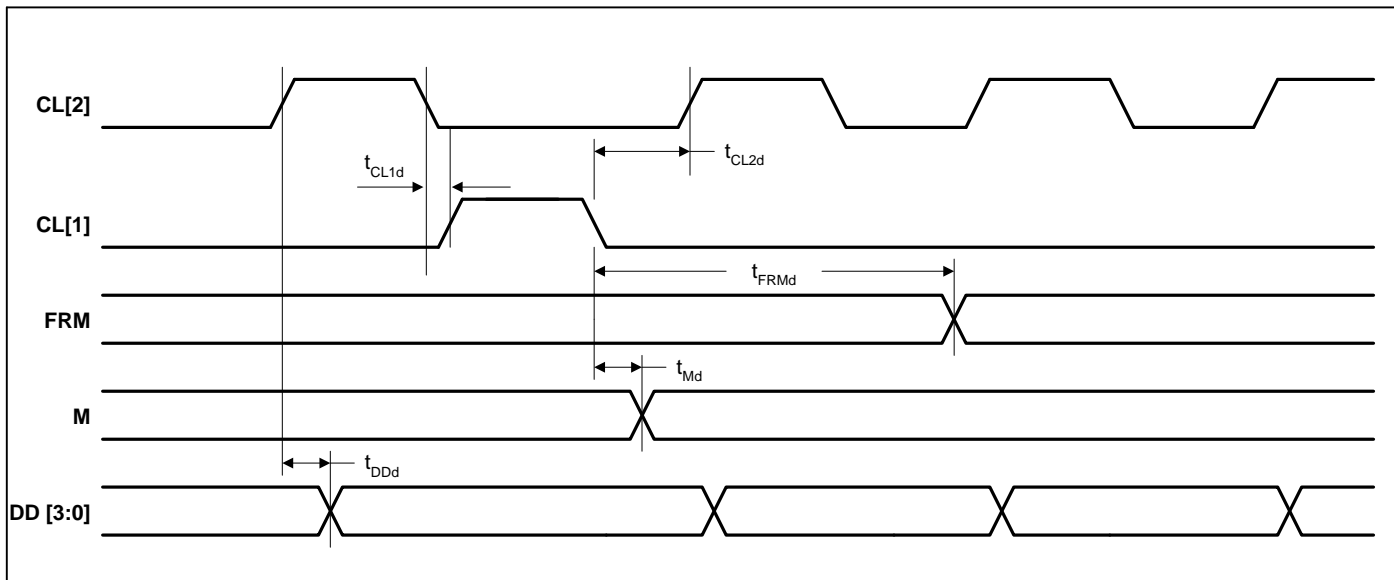 CL[2]
tCL2d
tCL1d
CL[1]
tFRMd
FRM
tMd
M
tDDd
DD [3:0]